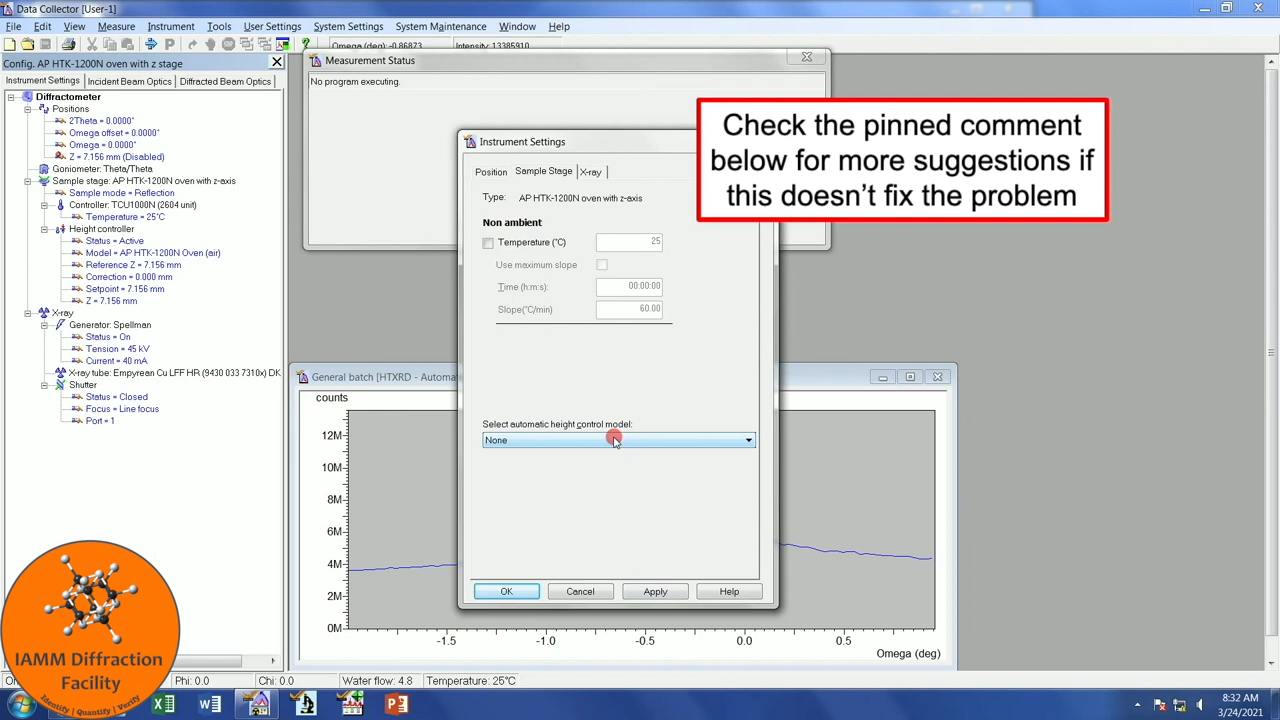 Data Collector [User-1]
File Edit View Measure Instrument Tools User Settings System Settings System Maintenance Window Help
Omega (deg): -0.86873 Intensity: 13385910
Config. AP HTK-1200N oven with z stage
Instrument Settings Incident Beam Optics Diffracted Beam Optics
Diffractometer
Positions
2Theta = 0.0000°
Omega offset = 0.0000°
Omega = 0.0000°
Z = 7.156 mm (Disabled)
Goniometer: Theta/Theta
Sample stage: AP HTK-1200N oven with z-axis
Sample mode = Reflection
Controller: TCU1000N (2604 unit)
Temperature = 25°C
Height controller
Status = Active
Model = AP HTK-1200N Oven (air)
Reference Z = 7.156 mm
Correction = 0.000 mm
Setpoint = 7.156 mm
Z = 7.156 mm
X-ray
Generator: Spellman
Status = On
Tension = 45 kV
Current = 40 mA
X-ray tube: Empyrean Cu LFF HR (9430 033 7310x) DK
Shutter
Status = Closed
Focus = Line focus
Port = 1
Measurement Status
No program executing.
Instrument Settings
Position Sample Stage X-ray
Type: AP HTK-1200N oven with z-axis
Non ambient
Temperature (°C) 25
Use maximum slope
Time (h:m:s): 00:00:00
Slope(°C/min) 60.00
Select automatic height control model:
None
OK Cancel Apply Help
Check the pinned comment
below for more suggestions if
this doesn't fix the problem
General batch [HTXRD - Automa
counts
12M
10M
8M
6M
4M
2M
0M
-1.5 -1.0 -0.5 0.0 0.5
Omega (deg)
IAMM Diffraction
Facility
Identify | Quantify | Verify
Phi: 0.0 Chi: 0.0 Water flow: 4.8 Temperature: 25°C
8:32 AM
3/24/2021